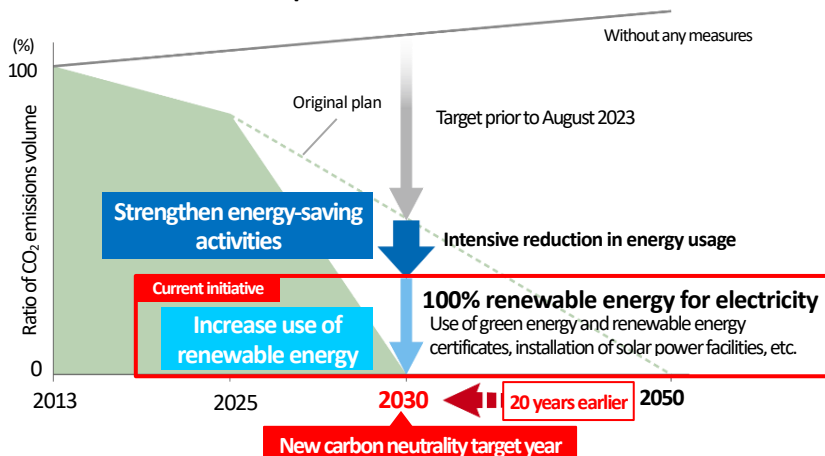 (%)
100
Without any measures
Original plan
Target prior to August 2023
Ratio of CO₂ emissions volume
Strengthen energy-saving
activities
Intensive reduction in energy usage
Current initiative
100% renewable energy for electricity
Increase use of
renewable energy
Use of green energy and renewable energy
certificates, installation of solar power facilities, etc.
0
2013
2025
2030
20 years earlier
2050
New carbon neutrality target year